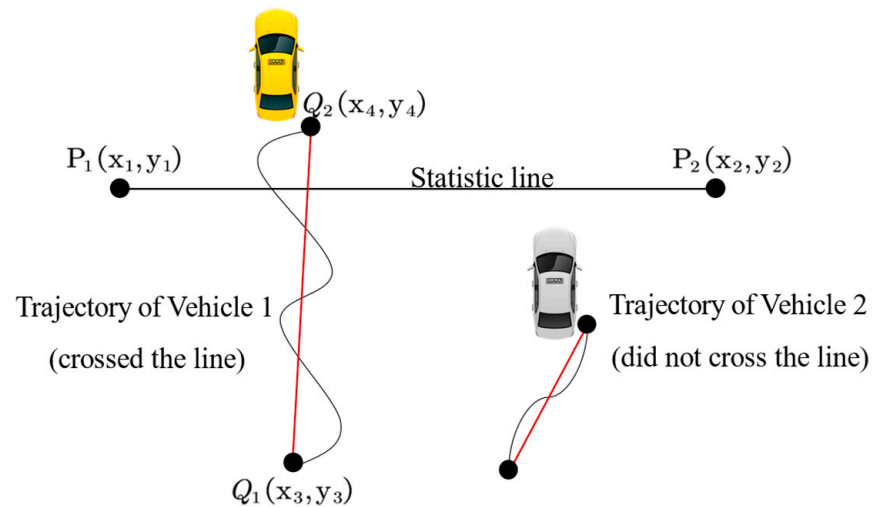 Q₂(x₄,y₄)
P₁(x₁,y₁)
P₂(x₂,y₂)
Statistic line
Trajectory of Vehicle 1
(crossed the line)
Trajectory of Vehicle 2
(did not cross the line)
Q₁(x₃,y₃)